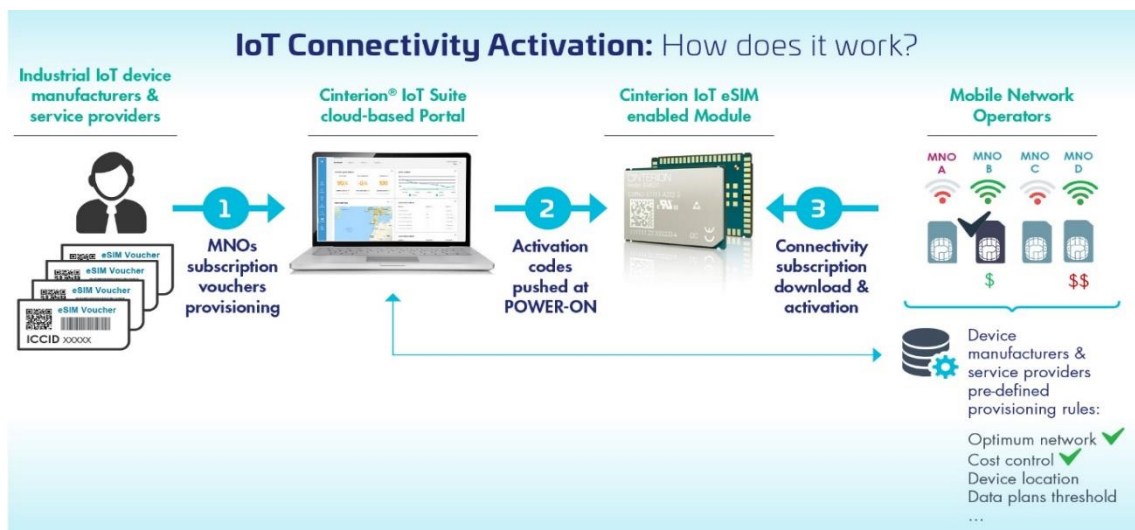 IoT Connectivity Activation: How does it work?
Industrial IoT device
manufacturers &
service providers
Cinterion® IoT Suite
cloud-based Portal
Cinterion IoT eSIM
enabled Module
Mobile Network
Operators
MNO
A
MNO
B
MNO
C
MNO
D
1
MNOs
subscription
vouchers
provisioning
2
Activation
codes
pushed at
POWER-ON
3
Connectivity
subscription
download &
activation
$
$$
eSIM Voucher
eSIM Voucher
eSIM Voucher
eSIM Voucher
ICCID xxxxx
CINTERION
Device
manufacturers &
service providers
pre-defined
provisioning rules:
Optimum network
Cost control
Device location
Data plans threshold
...